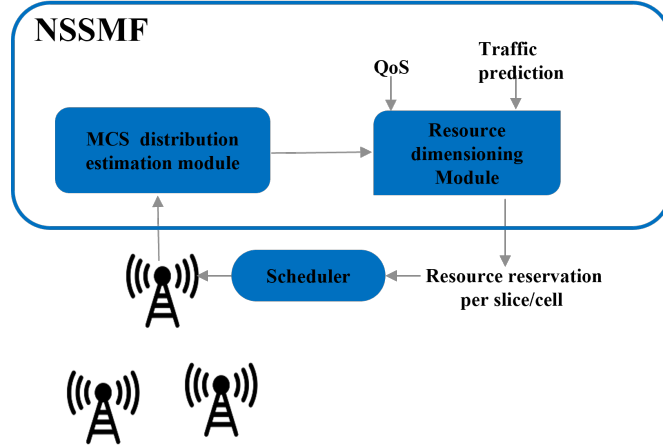 NSSMF
QoS
Traffic
prediction
MCS distribution
estimation module
Resource
dimensioning
Module
Scheduler
Resource reservation
per slice/cell